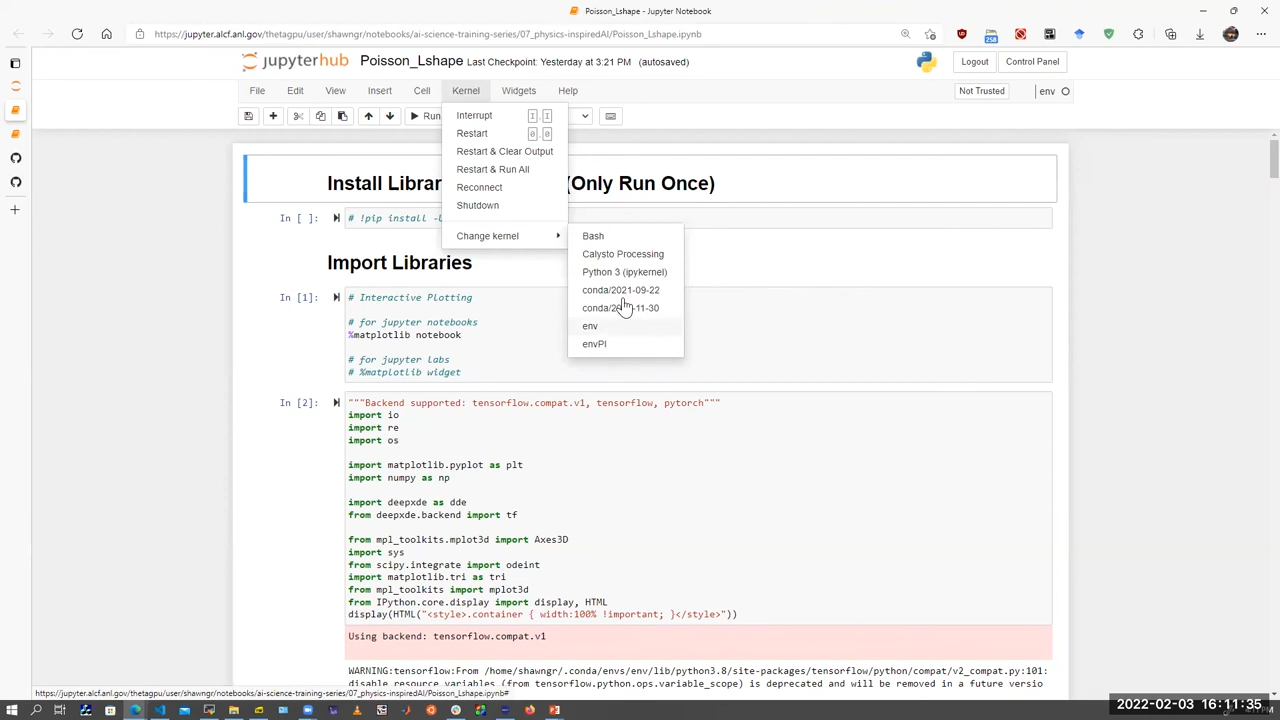 Poisson_Lshape - Jupyter Notebook
https://jupyter.alcf.anl.gov/thetagpu/user/shawngr/notebooks/ai-science-training-series/07_physics-inspiredAI/Poisson_Lshape.ipynb
258
jupyterhub Poisson_Lshape Last Checkpoint: Yesterday at 3:21 PM (autosaved) Logout Control Panel
File Edit View Insert Cell Kernel Widgets Help Not Trusted env
Run
Interrupt I , I
Restart 0 , 0
Restart & Clear Output
Restart & Run All
Reconnect
Shutdown
Change kernel
Bash
Calysto Processing
Python 3 (ipykernel)
conda/2021-09-22
env
envPI
(Only Run Once)
In [ ]: # !pip install
Import Libraries
In [1]: # Interactive Plotting
# for jupyter notebooks
%matplotlib notebook
# for jupyter labs
# %matplotlib widget
In [2]: """Backend supported: tensorflow.compat.v1, tensorflow, pytorch"""
import io
import re
import os
import matplotlib.pyplot as plt
import numpy as np
import deepxde as dde
from deepxde.backend import tf
from mpl_toolkits.mplot3d import Axes3D
import sys
from scipy.integrate import odeint
import matplotlib.tri as tri
from mpl_toolkits import mplot3d
from IPython.core.display import display, HTML
display(HTML("<style>.container { width:100% !important; }</style>"))
Using backend: tensorflow.compat.v1
WARNING:tensorflow:From /home/shawngr/.conda/envs/env/lib/python3.8/site-packages/tensorflow/python/compat/v2_compat.py:101:
disable_resource_variables (from tensorflow.python.ops.variable_scope) is deprecated and will be removed in a future versio
https://jupyter.alcf.anl.gov/thetagpu/user/shawngr/notebooks/ai-science-training-series/07_physics-inspiredAI/Poisson_Lshape.ipynb#
2022-02-03 16:11:35